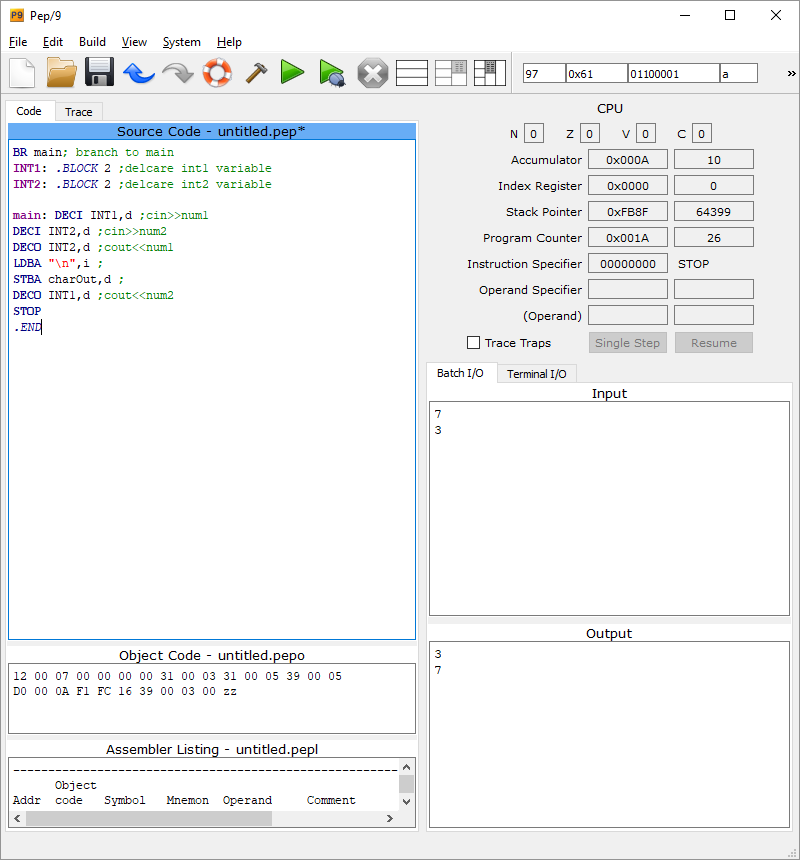 Pep/9
File Edit Build View System Help
97 0x61 01100001 a »
Code Trace
Source Code - untitled.pep*
BR main; branch to main
INT1: .BLOCK 2 ;delcare int1 variable
INT2: .BLOCK 2 ;delcare int2 variable
main: DECI INT1,d ;cin>>num1
DECI INT2,d ;cin>>num2
DECO INT2,d ;cout<<num1
LDBA "\n",i ;
STBA charOut,d ;
DECO INT1,d ;cout<<num2
STOP
.END
Object Code - untitled.pepo
12 00 07 00 00 00 00 31 00 03 31 00 05 39 00 05
D0 00 0A F1 FC 16 39 00 03 00 zz
Assembler Listing - untitled.pepl
-------------------------------------------------------
Object
Addr code Symbol Mnemon Operand Comment
CPU
N 0 Z 0 V 0 C 0
Accumulator 0x000A 10
Index Register 0x0000 0
Stack Pointer 0xFB8F 64399
Program Counter 0x001A 26
Instruction Specifier 00000000 STOP
Operand Specifier
(Operand)
Trace Traps Single Step Resume
Batch I/O Terminal I/O
Input
7
3
Output
3
7